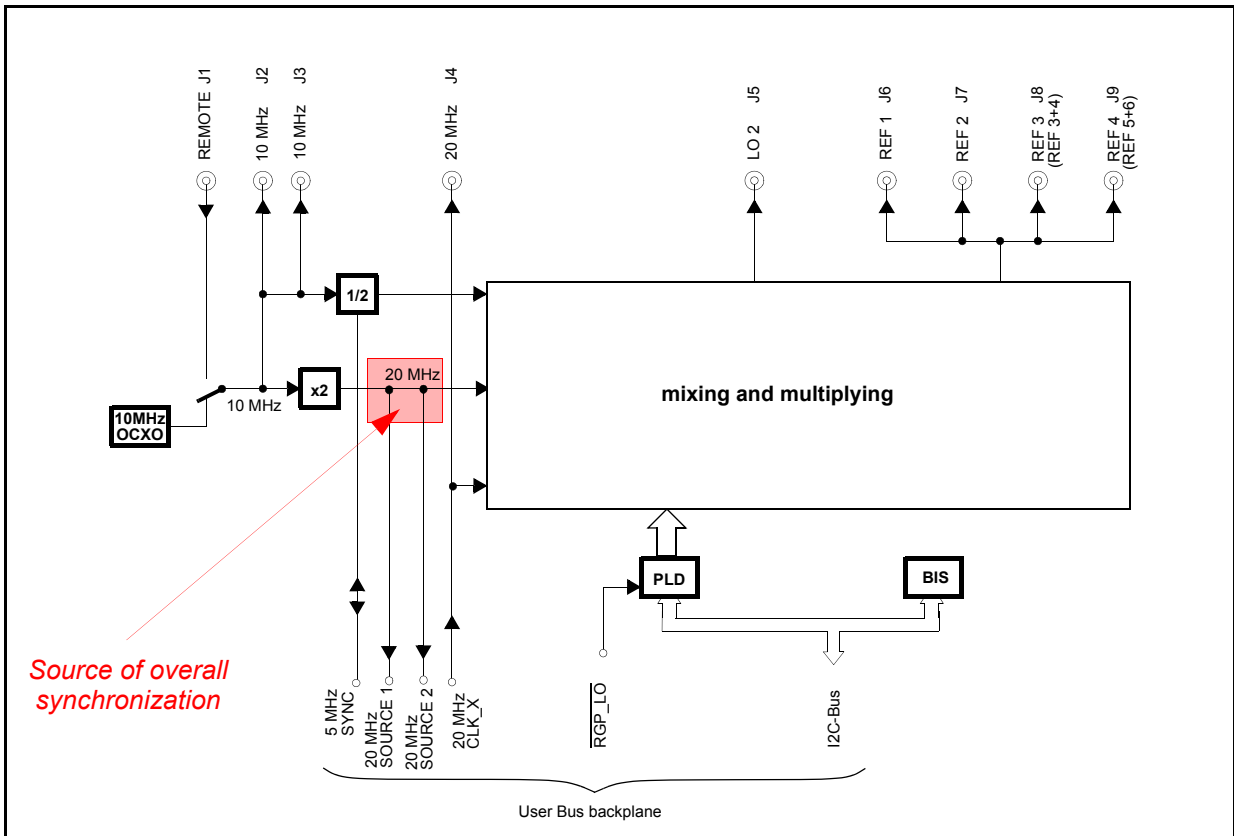 REMOTE J1
10 MHz J2
10 MHz J3
20 MHz J4
LO 2 J5
REF 1 J6
REF 2 J7
REF 3 J8
(REF 3+4)
REF 4 J9
(REF 5+6)
1/2
20 MHz
x2
10 MHz
10MHz
OCXO
mixing and multiplying
PLD
BIS
Source of overall
synchronization
5 MHz
SYNC
20 MHz
SOURCE 1
20 MHz
SOURCE 2
20 MHz
CLK_X
RGP_LO
I2C-Bus
User Bus backplane